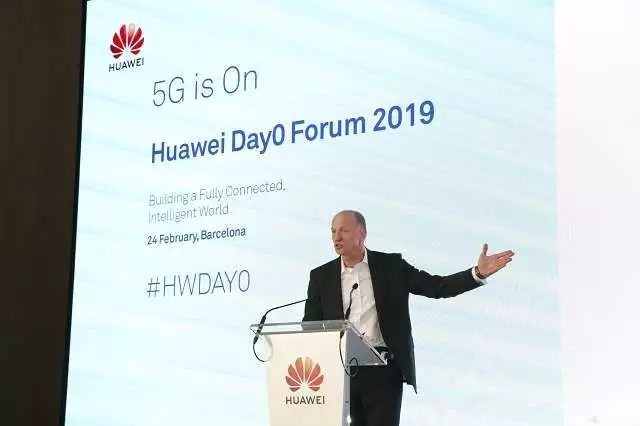 HUAWEI
5G is On
Huawei Day0 Forum 2019
Building a Fully Connected,
Intelligent World
24 February, Barcelona
#HWDAY0
HUAWEI